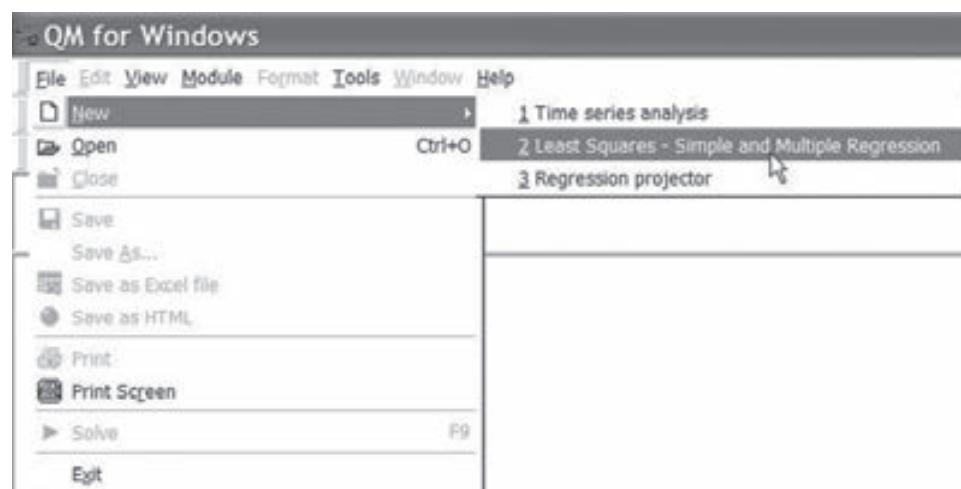 QM for Windows
File Edit View Module Format Tools Window Help
New
1 Time series analysis
Open Ctrl+O
2 Least Squares - Simple and Multiple Regression
Close
3 Regression projector
Save
Save As...
Save as Excel file
Save as HTML
Print
Print Screen
Solve F9
Exit